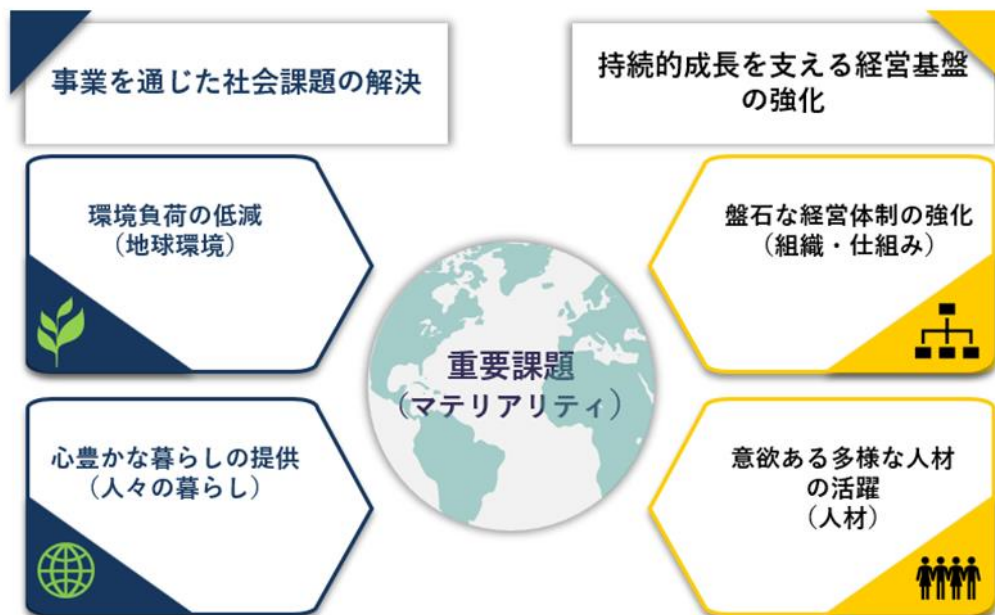 事業を通じた社会課題の解決
持続的成長を支える経営基盤
の強化
環境負荷の低減
（地球環境）
盤石な経営体制の強化
（組織・仕組み）
重要課題
（マテリアリティ）
心豊かな暮らしの提供
（人々の暮らし）
意欲ある多様な人材
の活躍
（人材）